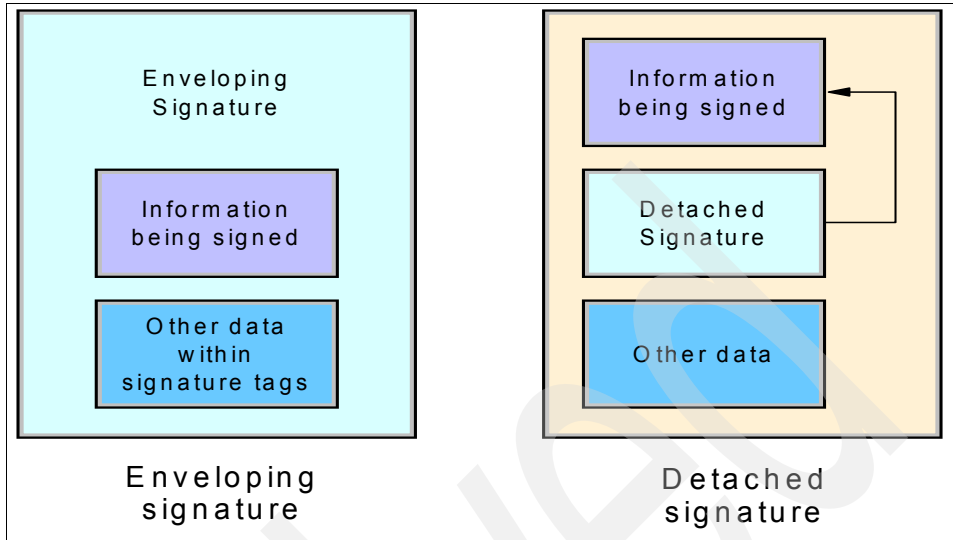 Enveloping
Signature
Information
being signed
Other data
within
signature tags
Enveloping
signature
Information
being signed
Detached
Signature
Other data
Detached
signature